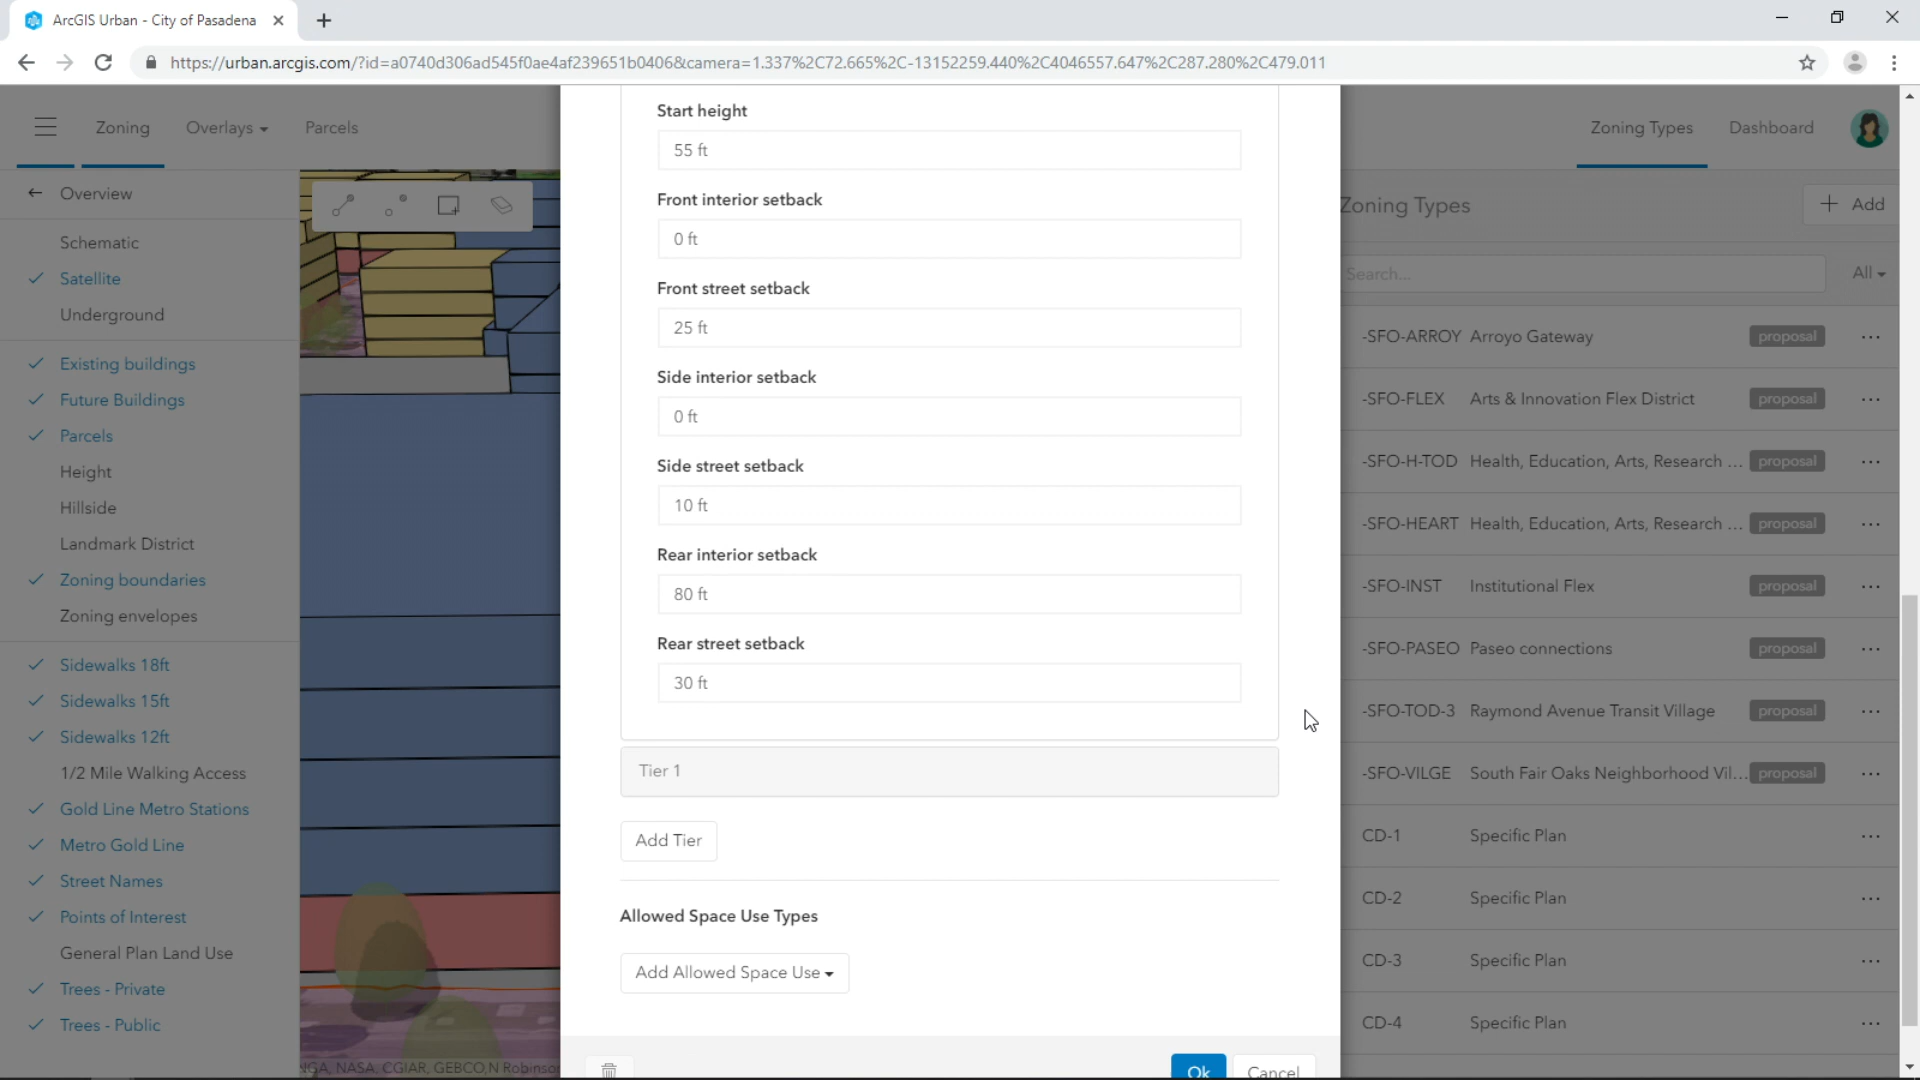 ArcGIS Urban - City of Pasadena
https://urban.arcgis.com/?id=a0740d306ad545f0ae4af239651b0406&camera=1.337%2C72.665%2C-13152259.440%2C4046557.647%2C287.280%2C479.011
Zoning
Overlays
Parcels
Zoning Types
Dashboard
Overview
Schematic
Satellite
Underground
Existing buildings
Future Buildings
Parcels
Height
Hillside
Landmark District
Zoning boundaries
Zoning envelopes
Sidewalks 18ft
Sidewalks 15ft
Sidewalks 12ft
1/2 Mile Walking Access
Gold Line Metro Stations
Metro Gold Line
Street Names
Points of Interest
General Plan Land Use
Trees - Private
Trees - Public
NASA, CGIAR, GEBCO,N Robinson
Start height
55 ft
Front interior setback
0 ft
Front street setback
25 ft
Side interior setback
0 ft
Side street setback
10 ft
Rear interior setback
80 ft
Rear street setback
30 ft
Tier 1
Add Tier
Allowed Space Use Types
Add Allowed Space Use
Ok
Cancel
Zoning Types
Add
Search...
All
-SFO-ARROY Arroyo Gateway proposal
-SFO-FLEX Arts & Innovation Flex District proposal
-SFO-H-TOD Health, Education, Arts, Research ... proposal
-SFO-HEART Health, Education, Arts, Research ... proposal
-SFO-INST Institutional Flex proposal
-SFO-PASEO Paseo connections proposal
-SFO-TOD-3 Raymond Avenue Transit Village proposal
-SFO-VILGE South Fair Oaks Neighborhood Vil... proposal
CD-1 Specific Plan
CD-2 Specific Plan
CD-3 Specific Plan
CD-4 Specific Plan